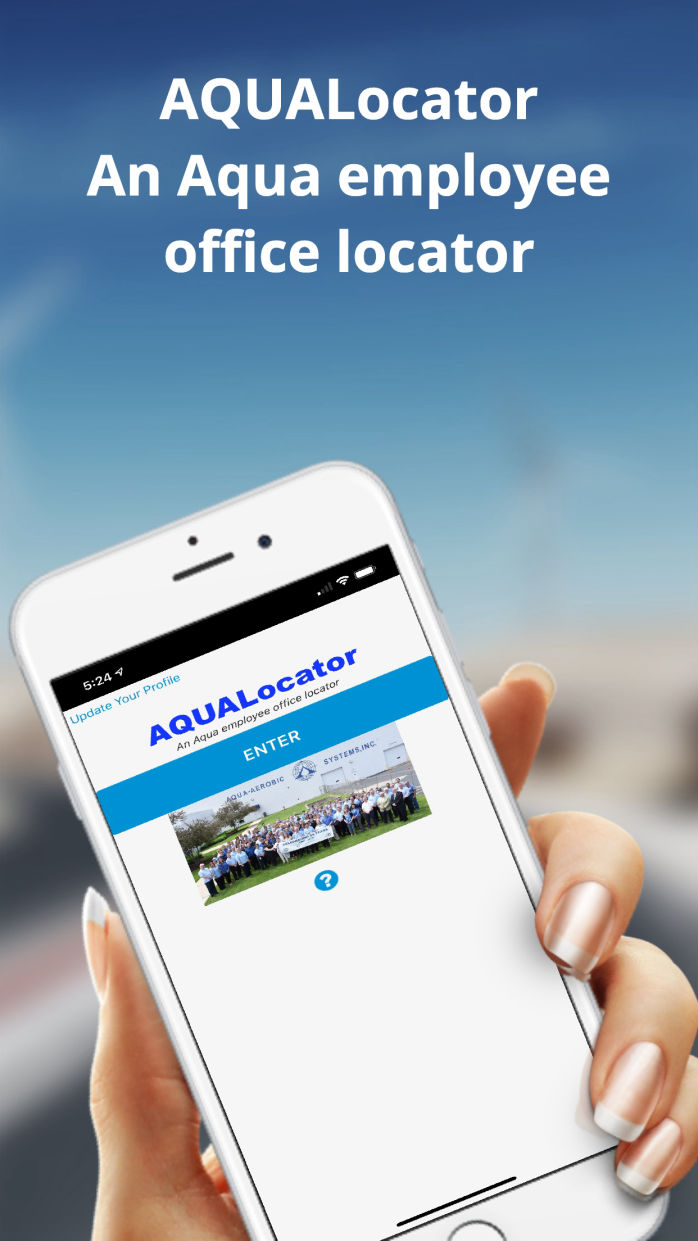 AQUALocator
An Aqua employee
office locator
5:24
Update Your Profile
AQUALocator
An Aqua employee office locator
ENTER
AQUA-AEROBIC SYSTEMS, INC.
?